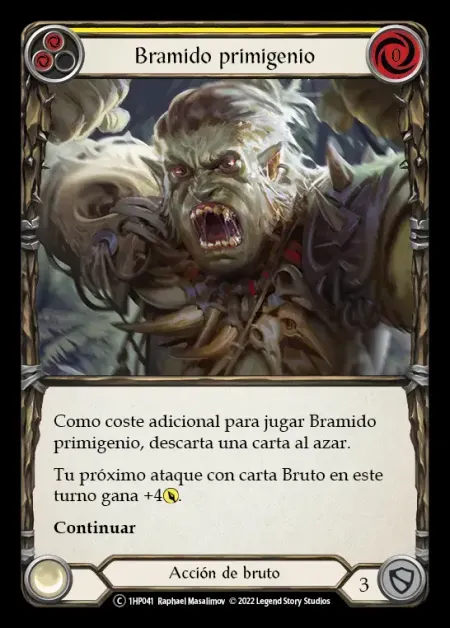 0
Bramido primigenio
Como coste adicional para jugar Bramido
primigenio, descarta una carta al azar.
Tu próximo ataque con carta Bruto en este
turno gana +4.
Continuar
Acción de bruto
3
C 1HP041 Raphael Masalimov © 2022 Legend Story Studios